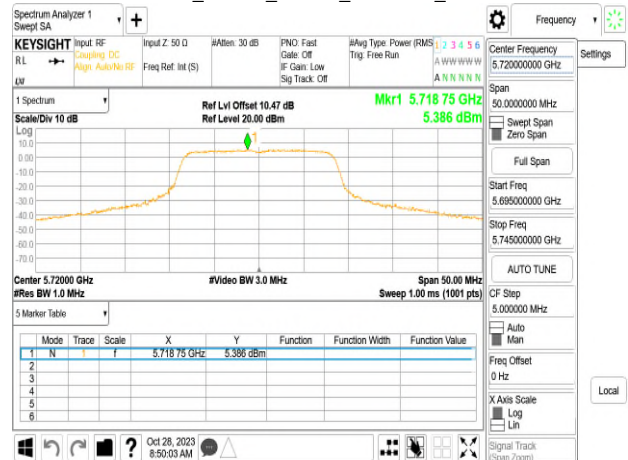 Spectrum Analyzer 1
Swept SA
+
Frequency
KEYSIGHT
RL
Input: RF
Coupling: DC
Align: Auto/No RF
Input Z: 50 Ω
Freq Ref: Int (S)
#Atten: 30 dB
PNO: Fast
Gate: Off
IF Gain: Low
Sig Track: Off
#Avg Type: Power (RMS
Trig: Free Run
1 2 3 4 5 6
A W W W W W
A N N N N N
Center Frequency
5.720000000 GHz
Settings
Span
50.0000000 MHz
Swept Span
Zero Span
Full Span
Start Freq
5.695000000 GHz
Stop Freq
5.745000000 GHz
AUTO TUNE
CF Step
5.000000 MHz
Auto
Man
Freq Offset
0 Hz
X Axis Scale
Log
Lin
Local
Signal Track
(Span Zoom)
1 Spectrum
Scale/Div 10 dB
Ref Lvl Offset 10.47 dB
Ref Level 20.00 dBm
Mkr1 5.718 75 GHz
5.386 dBm
Log
1
10.0
0.00
-10.0
-20.0
-30.0
-40.0
-50.0
-60.0
-70.0
Center 5.72000 GHz
#Res BW 1.0 MHz
#Video BW 3.0 MHz
Span 50.00 MHz
Sweep 1.00 ms (1001 pts)
5 Marker Table
Mode Trace Scale X Y Function Function Width Function Value
1 N 1 f 5.718 75 GHz 5.386 dBm
2
3
4
5
6
?
Oct 28, 2023
8:50:03 AM